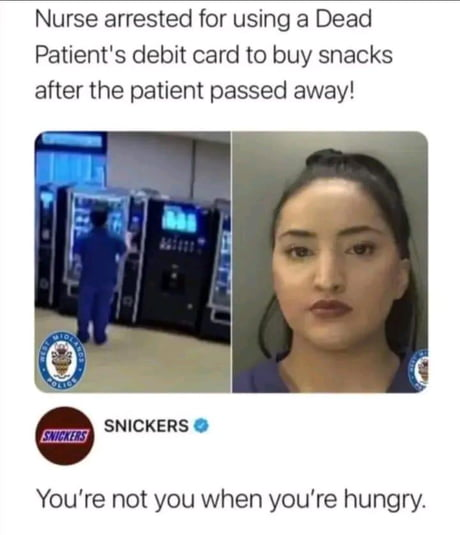 Nurse arrested for using a Dead
Patient's debit card to buy snacks
after the patient passed away!
WEST MIDLANDS POLICE
SNICKERS
SNICKERS
You're not you when you're hungry.